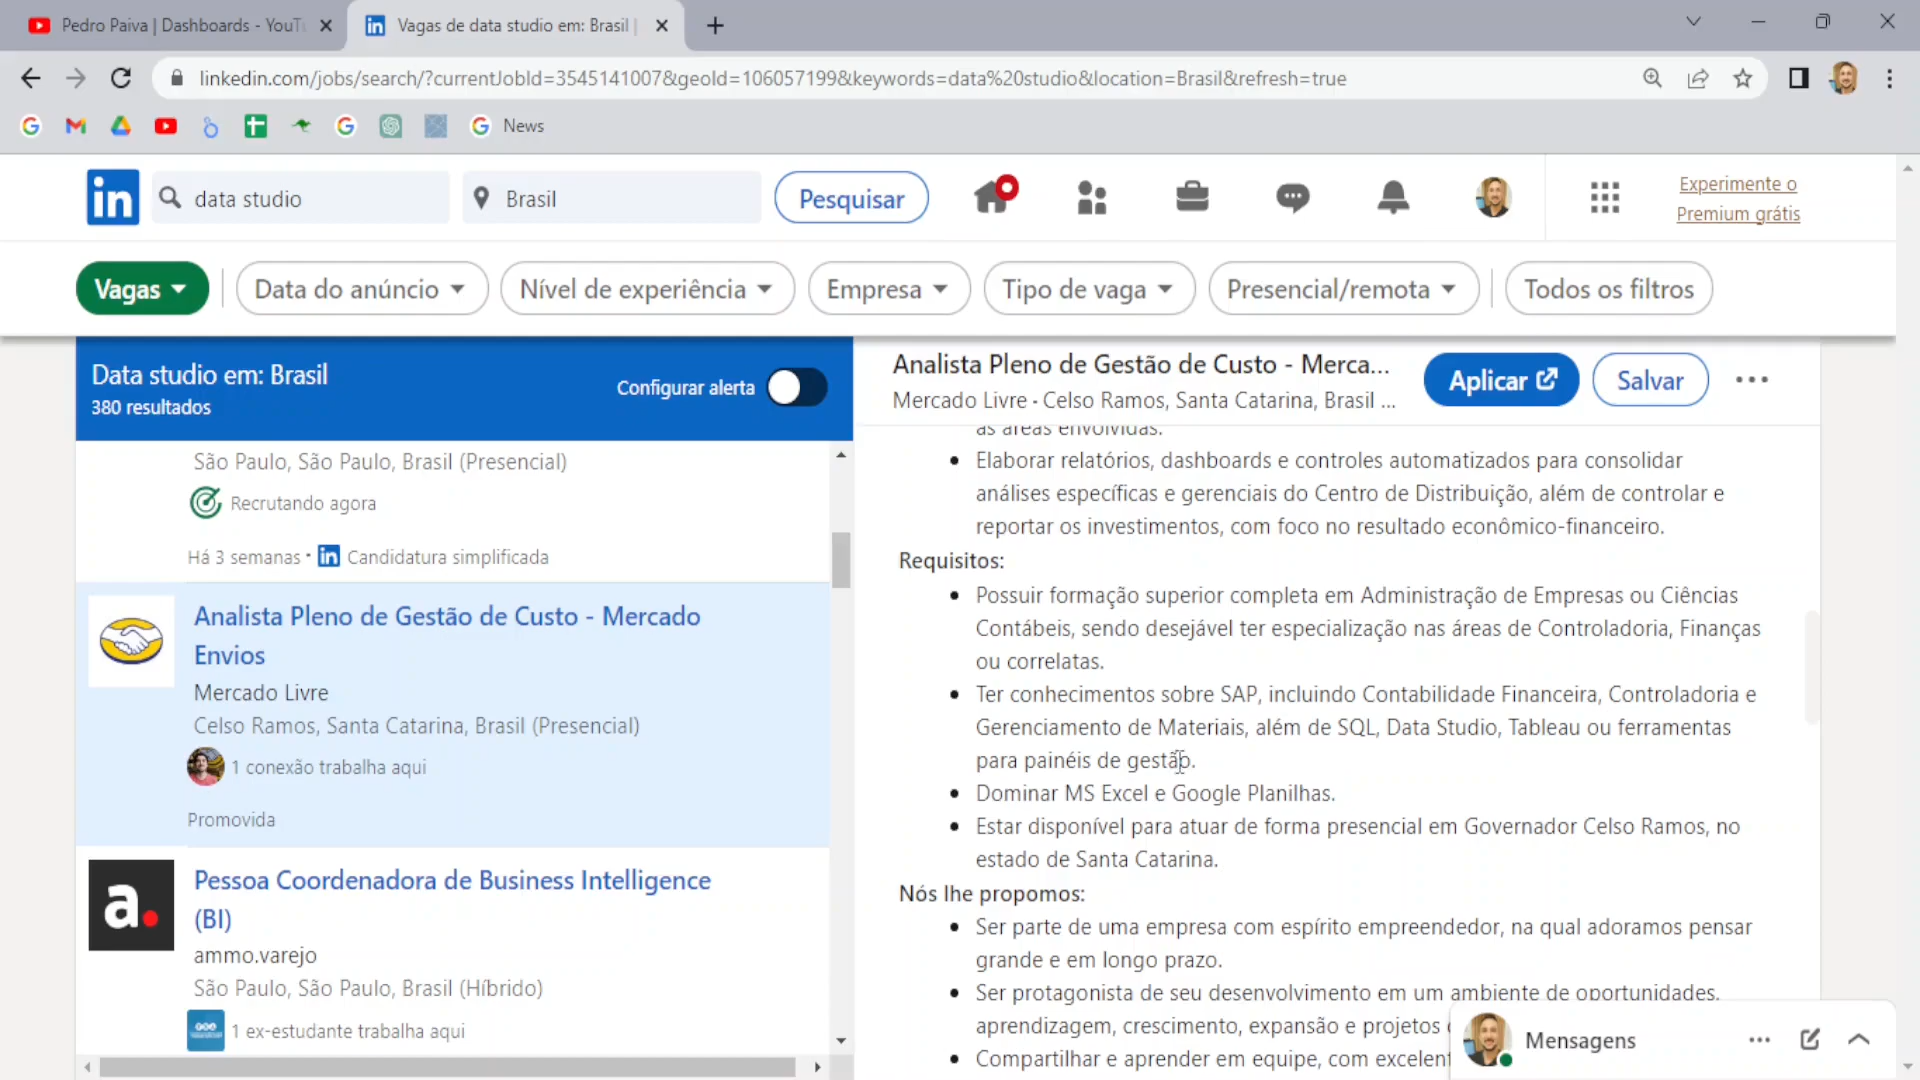 Pedro Paiva | Dashboards - YouTu
Vagas de data studio em: Brasil |
linkedin.com/jobs/search/?currentJobId=3545141007&geoId=106057199&keywords=data%20studio&location=Brasil&refresh=true
News
in
data studio
Brasil
Pesquisar
Experimente o
Premium grátis
Vagas
Data do anúncio
Nível de experiência
Empresa
Tipo de vaga
Presencial/remota
Todos os filtros
Data studio em: Brasil
380 resultados
Configurar alerta
São Paulo, São Paulo, Brasil (Presencial)
Recrutando agora
Há 3 semanas · in Candidatura simplificada
Analista Pleno de Gestão de Custo - Mercado
Envios
Mercado Livre
Celso Ramos, Santa Catarina, Brasil (Presencial)
1 conexão trabalha aqui
Promovida
a.
Pessoa Coordenadora de Business Intelligence
(BI)
ammo.varejo
São Paulo, São Paulo, Brasil (Híbrido)
1 ex-estudante trabalha aqui
Analista Pleno de Gestão de Custo - Merca...
Mercado Livre · Celso Ramos, Santa Catarina, Brasil ...
Aplicar
Salvar
as áreas envolvidas.
• Elaborar relatórios, dashboards e controles automatizados para consolidar
análises específicas e gerenciais do Centro de Distribuição, além de controlar e
reportar os investimentos, com foco no resultado econômico-financeiro.
Requisitos:
• Possuir formação superior completa em Administração de Empresas ou Ciências
Contábeis, sendo desejável ter especialização nas áreas de Controladoria, Finanças
ou correlatas.
• Ter conhecimentos sobre SAP, incluindo Contabilidade Financeira, Controladoria e
Gerenciamento de Materiais, além de SQL, Data Studio, Tableau ou ferramentas
para painéis de gestão.
• Dominar MS Excel e Google Planilhas.
• Estar disponível para atuar de forma presencial em Governador Celso Ramos, no
estado de Santa Catarina.
Nós lhe propomos:
• Ser parte de uma empresa com espírito empreendedor, na qual adoramos pensar
grande e em longo prazo.
• Ser protagonista de seu desenvolvimento em um ambiente de oportunidades,
aprendizagem, crescimento, expansão e projetos
• Compartilhar e aprender em equipe, com excelent
Mensagens